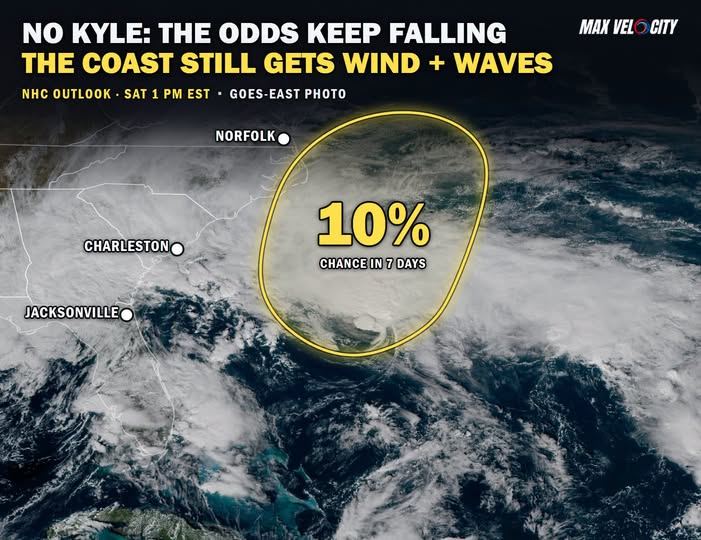 NO KYLE: THE ODDS KEEP FALLING
MAX VELOCITY
THE COAST STILL GETS WIND + WAVES
NHC OUTLOOK · SAT 1 PM EST · GOES-EAST PHOTO
NORFOLK
10%
CHARLESTON
CHANCE IN 7 DAYS
JACKSONVILLE